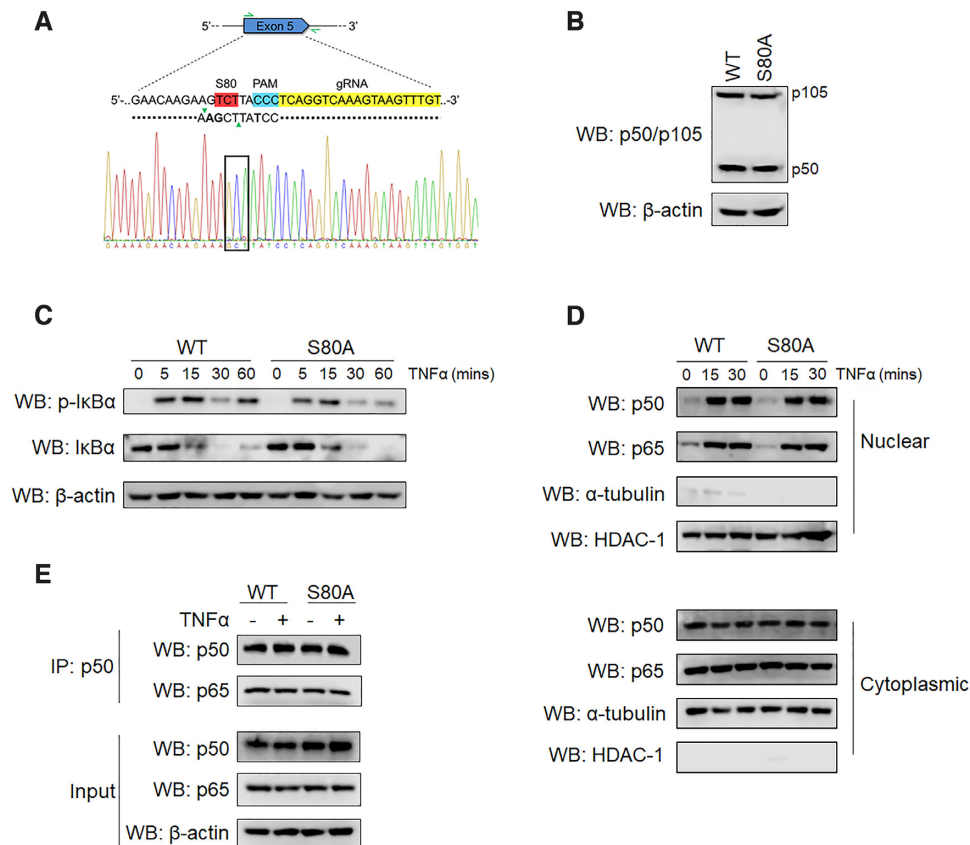 A
5'--- Exon 5 --- 3'
S80 PAM gRNA
5'-..GAACAAGAAGTCTTACCCTCAGGTCAAAGTAAGTTTGT..-3'
AAGCTTATCC
GAAAAGAACAAGAAAGCTTATCCTCAGGTCAAAGTAAGTTTGTGGT
B
WT S80A
WB: p50/p105
p105
p50
WB: β-actin
C
WT S80A
0 5 15 30 60 0 5 15 30 60 TNFα (mins)
WB: p-IκBα
WB: IκBα
WB: β-actin
D
WT S80A
0 15 30 0 15 30 TNFα (mins)
WB: p50
WB: p65
WB: α-tubulin
WB: HDAC-1
Nuclear
WB: p50
WB: p65
WB: α-tubulin
WB: HDAC-1
Cytoplasmic
E
WT S80A
TNFα - + - +
IP: p50
WB: p50
WB: p65
Input
WB: p50
WB: p65
WB: β-actin